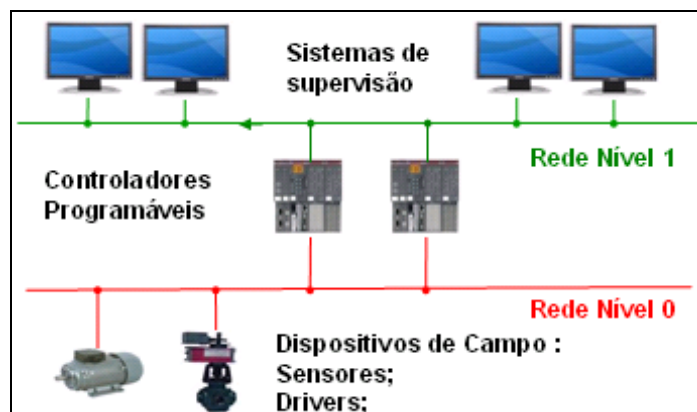 Sistemas de
supervisão
Rede Nível 1
Controladores
Programáveis
Rede Nível 0
Dispositivos de Campo :
Sensores;
Drivers;